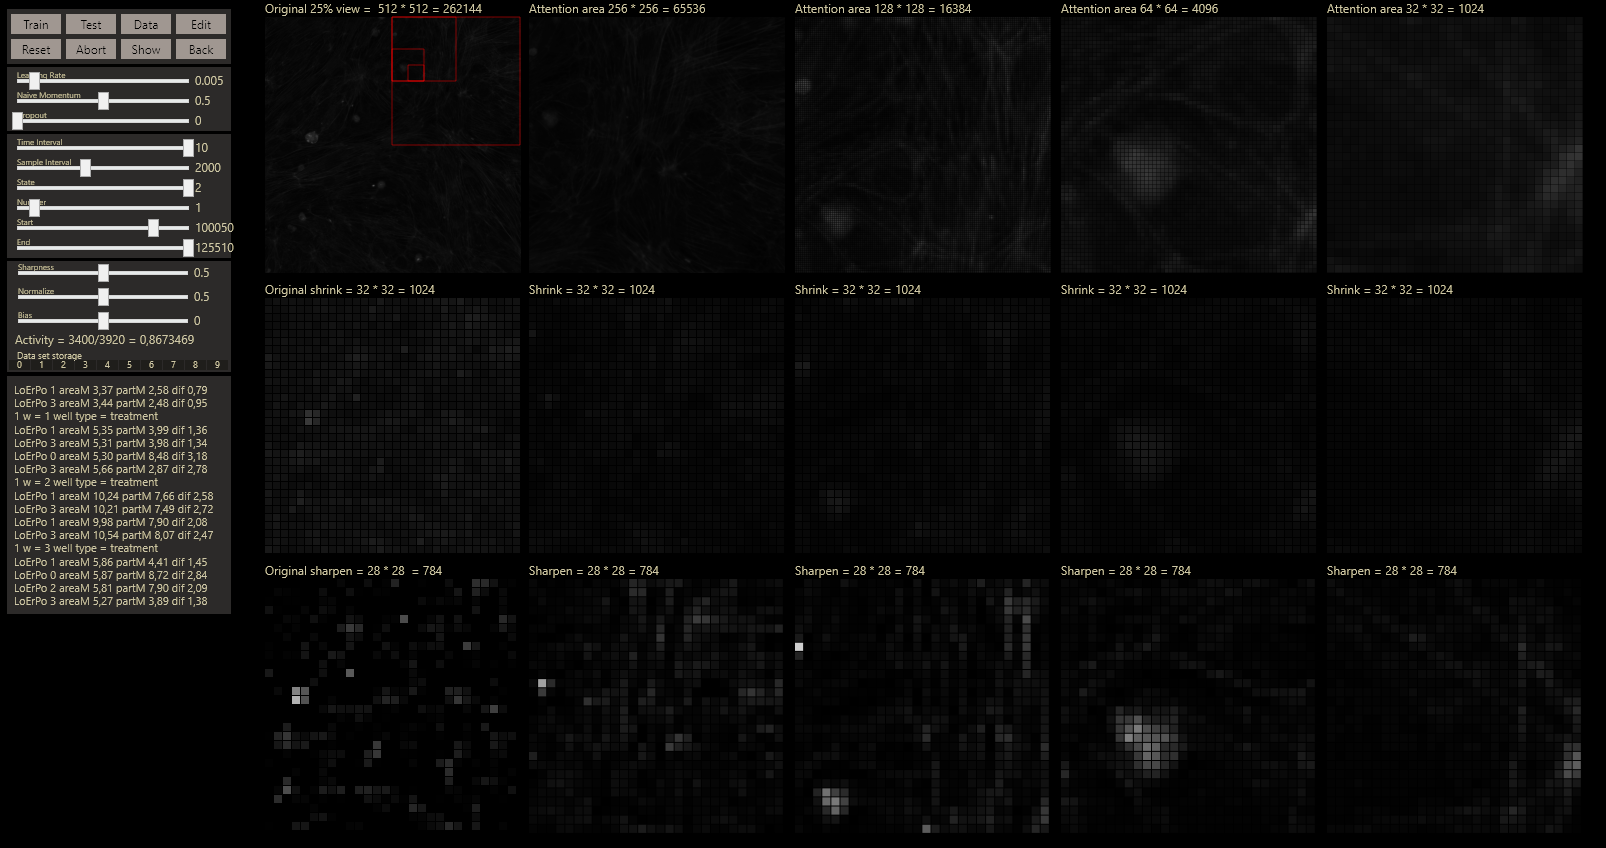 Train Test Data Edit
Reset Abort Show Back
Naive Momentum 0.005
0.5
0
Time Interval 10
Sample Interval 2000
State 2
1
Start 100050
End 125510
Sharpness 0.5
Normalize 0.5
Bias 0
Activity = 3400/3920 = 0,8673469
Data set storage
0 1 2 3 4 5 6 7 8 9
LoErPo 1 areaM 3,37 partM 2,58 dif 0,79
LoErPo 3 areaM 3,44 partM 2,48 dif 0,95
1 w = 1 well type = treatment
LoErPo 1 areaM 5,35 partM 3,99 dif 1,36
LoErPo 3 areaM 5,31 partM 3,98 dif 1,34
LoErPo 0 areaM 5,30 partM 8,48 dif 3,18
LoErPo 3 areaM 5,66 partM 2,87 dif 2,78
1 w = 2 well type = treatment
LoErPo 1 areaM 10,24 partM 7,66 dif 2,58
LoErPo 3 areaM 10,21 partM 7,49 dif 2,72
LoErPo 1 areaM 9,98 partM 7,90 dif 2,08
LoErPo 3 areaM 10,54 partM 8,07 dif 2,47
1 w = 3 well type = treatment
LoErPo 1 areaM 5,86 partM 4,41 dif 1,45
LoErPo 0 areaM 5,87 partM 8,72 dif 2,84
LoErPo 2 areaM 5,81 partM 7,90 dif 2,09
LoErPo 3 areaM 5,27 partM 3,89 dif 1,38
Original 25% view = 512 * 512 = 262144
Attention area 256 * 256 = 65536
Attention area 128 * 128 = 16384
Attention area 64 * 64 = 4096
Attention area 32 * 32 = 1024
Original shrink = 32 * 32 = 1024
Shrink = 32 * 32 = 1024
Shrink = 32 * 32 = 1024
Shrink = 32 * 32 = 1024
Shrink = 32 * 32 = 1024
Original sharpen = 28 * 28 = 784
Sharpen = 28 * 28 = 784
Sharpen = 28 * 28 = 784
Sharpen = 28 * 28 = 784
Sharpen = 28 * 28 = 784